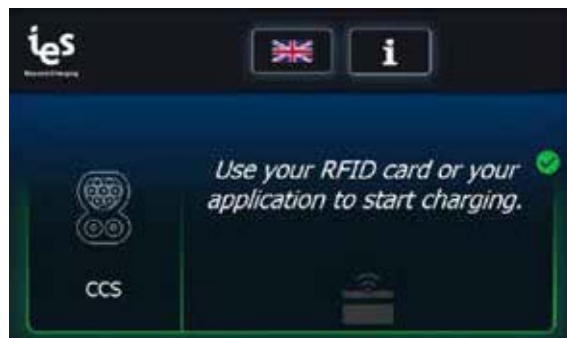 ies
i
Use your RFID card or your
application to start charging.
CCS